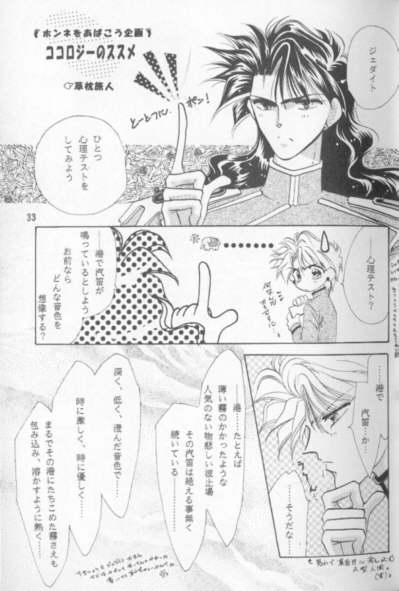 《ホンネをあばこう企画》
ココロジーのススメ
☞草枕旅人
ジェダイト
ひとつ
心理テストを
してみよう
33
……心理テスト?
……港で汽笛が
鳴っているとしよう
お前なら
どんな音色を
想像する?
……港で
汽笛…か
……そうだな
港……たとえば
薄い霧のかかったような
人気のない物悲しい波止場
その汽笛は絶える事無く
続いている…………
深く、低く、澄んだ音色で……
時に激しく、時に優しく……
まるでその港にたちこめた霧さえも
包み込み、溶かすように熱く……